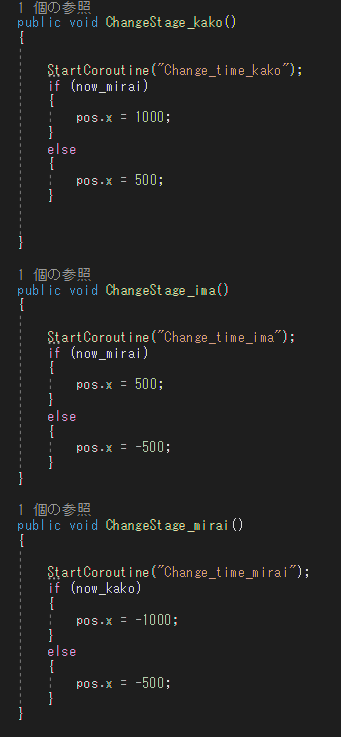 1 個の参照
public void ChangeStage_kako()
{
StartCoroutine("Change_time_kako");
if (now_mirai)
{
pos.x = 1000;
}
else
{
pos.x = 500;
}
}
1 個の参照
public void ChangeStage_ima()
{
StartCoroutine("Change_time_ima");
if (now_mirai)
{
pos.x = 500;
}
else
{
pos.x = -500;
}
}
1 個の参照
public void ChangeStage_mirai()
{
StartCoroutine("Change_time_mirai");
if (now_kako)
{
pos.x = -1000;
}
else
{
pos.x = -500;
}
}